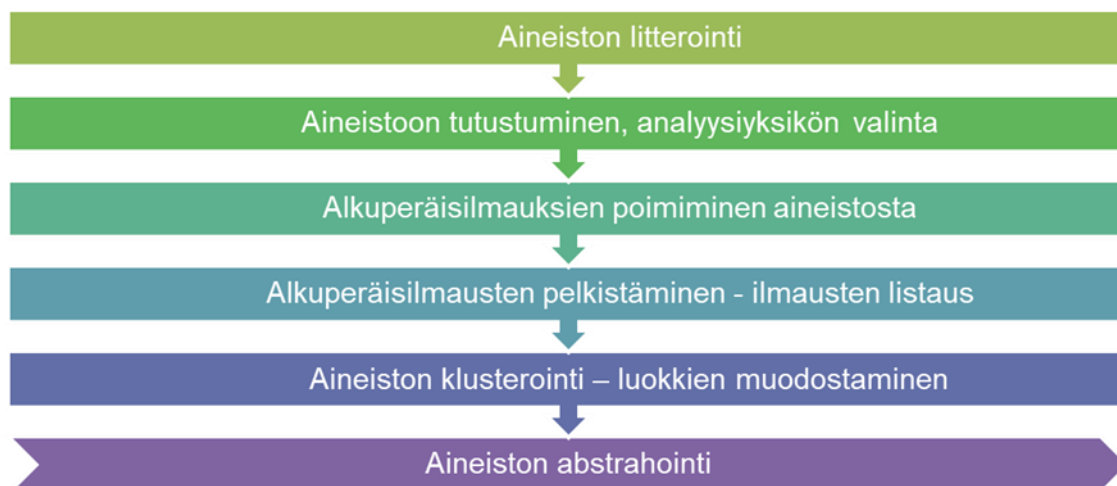 Aineiston litterointi
Aineistoon tutustuminen, analyysiyksikön valinta
Alkuperäisilmauksien poimiminen aineistosta
Alkuperäisilmausten pelkistäminen - ilmausten listaus
Aineiston klusterointi – luokkien muodostaminen
Aineiston abstrahointi